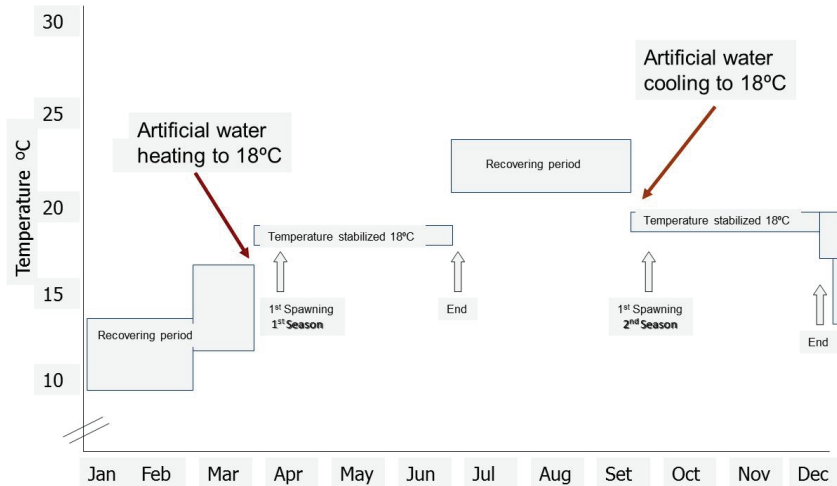 30
25
20
15
10
Temperature ºC
Artificial water
heating to 18ºC
Artificial water
cooling to 18ºC
Recovering period
Temperature stabilized 18ºC
1st Spawning
1st Season
End
Recovering period
Temperature stabilized 18ºC
1st Spawning
2nd Season
End
Jan Feb Mar Apr May Jun Jul Aug Set Oct Nov Dec